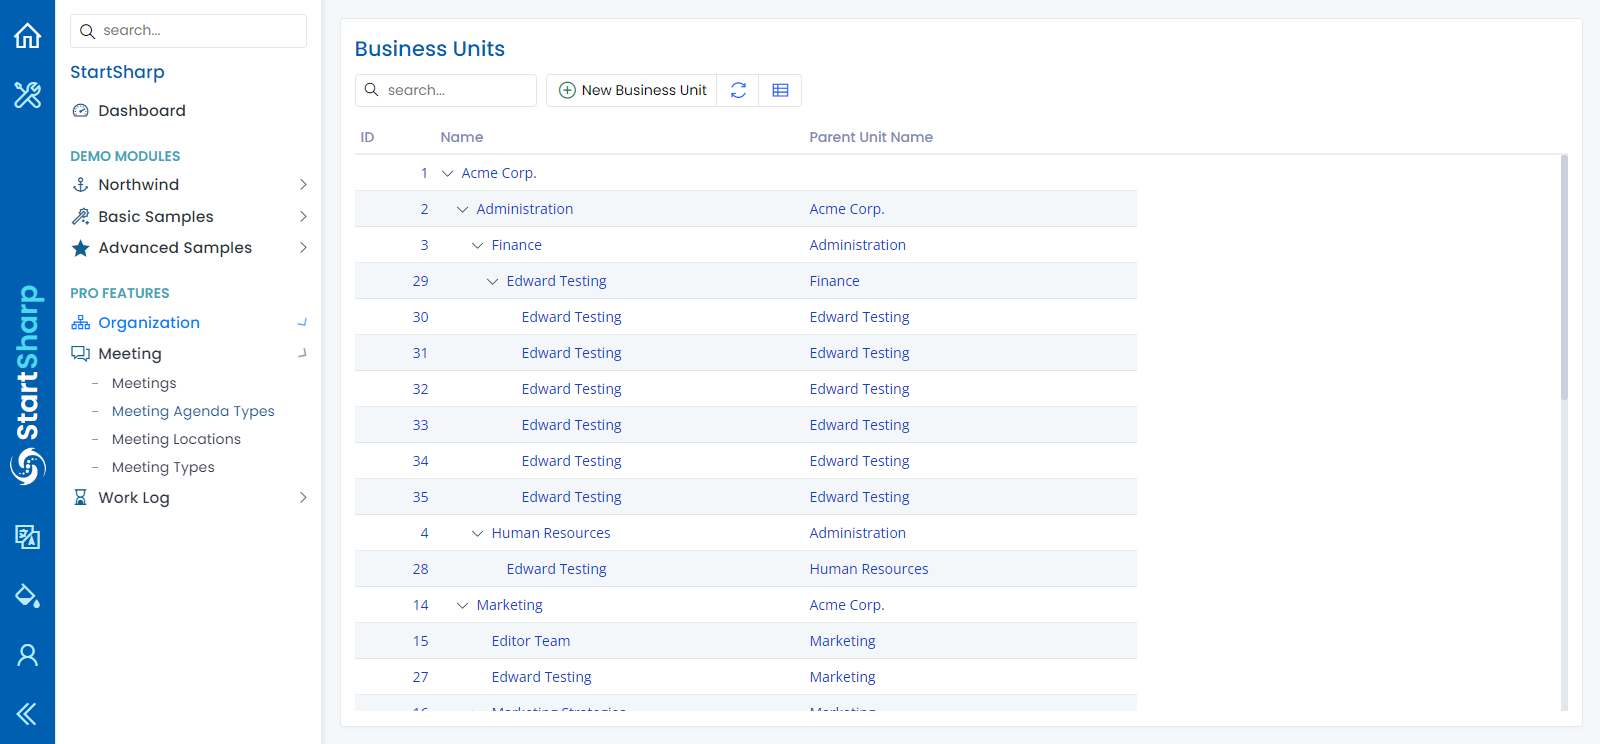 search...
StartSharp
Dashboard
DEMO MODULES
Northwind
Basic Samples
Advanced Samples
PRO FEATURES
Organization
Meeting
- Meetings
- Meeting Agenda Types
- Meeting Locations
- Meeting Types
Work Log
StartSharp
Business Units
search...
New Business Unit
ID Name Parent Unit Name
1 Acme Corp.
2 Administration Acme Corp.
3 Finance Administration
29 Edward Testing Finance
30 Edward Testing Edward Testing
31 Edward Testing Edward Testing
32 Edward Testing Edward Testing
33 Edward Testing Edward Testing
34 Edward Testing Edward Testing
35 Edward Testing Edward Testing
4 Human Resources Administration
28 Edward Testing Human Resources
14 Marketing Acme Corp.
15 Editor Team Marketing
27 Edward Testing Marketing
16 Marketing Strategies Marketing